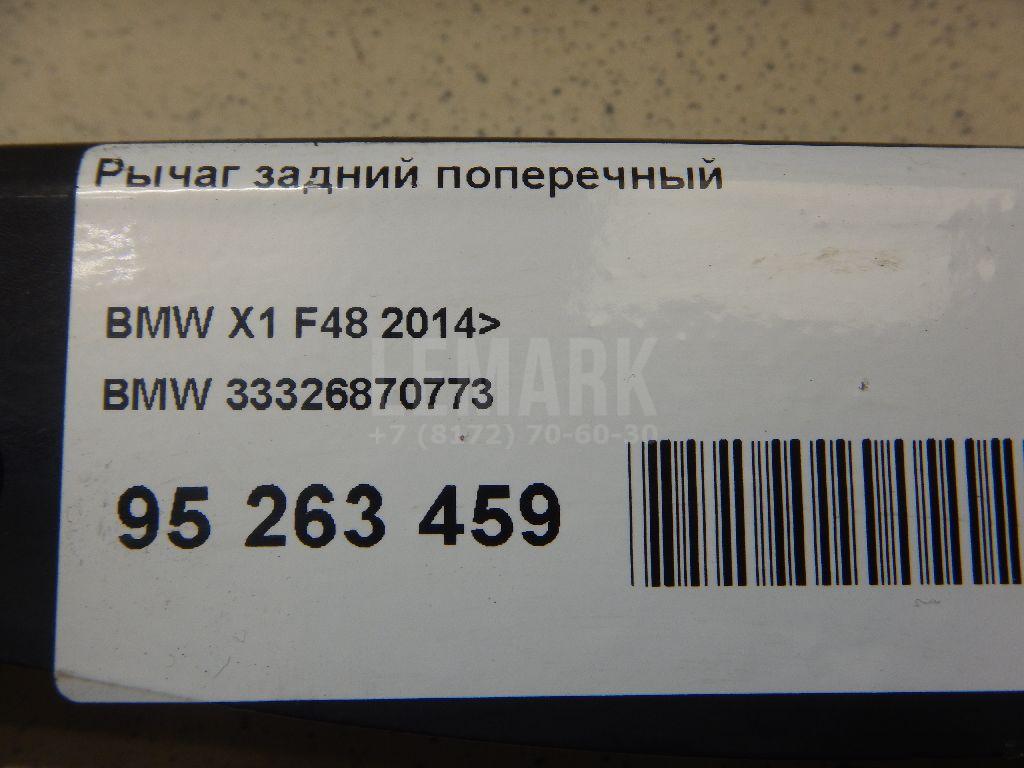 Рычаг задний поперечный
BMW X1 F48 2014>
BMW 33326870773
LEMARK
+7 (8172) 70-60-30
95 263 459